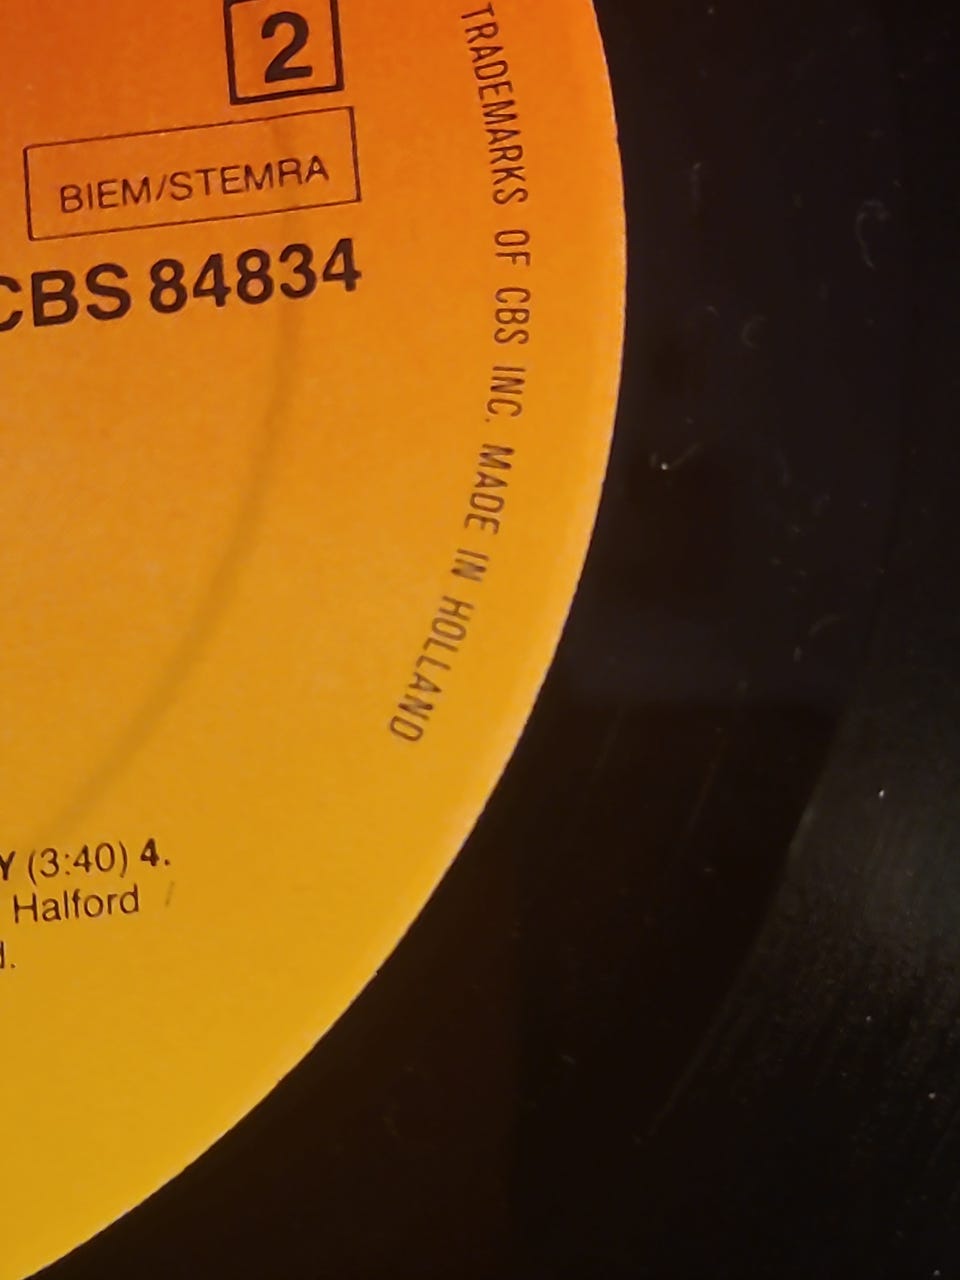 2
BIEM/STEMRA
CBS 84834
TRADEMARKS OF CBS INC. MADE IN HOLLAND
Y (3:40) 4.
Halford
d.